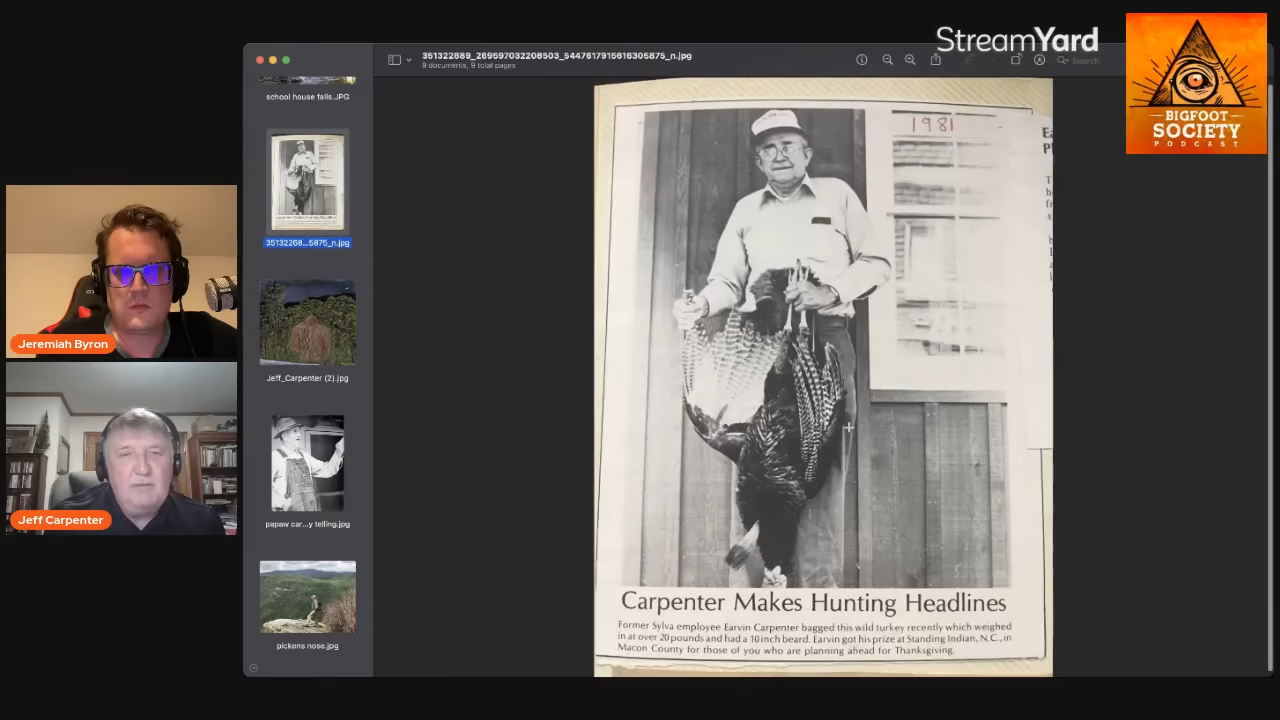 StreamYard
BIGFOOT
SOCIETY
PODCAST
351322689_269597032208503_5447617915616305875_n.jpg
9 documents, 9 total pages
Search
school house falls.JPG
35132268...5875_n.jpg
Jeff_Carpenter (2).jpg
papaw car...y telling.jpg
pickens nose.jpg
Jeremiah Byron
Jeff Carpenter
1981
Carpenter Makes Hunting Headlines
Former Sylva employee Earvin Carpenter bagged this wild turkey recently which weighed
in at over 20 pounds and had a 10 inch beard. Earvin got his prize at Standing Indian, N.C., in
Macon County for those of you who are planning ahead for Thanksgiving.